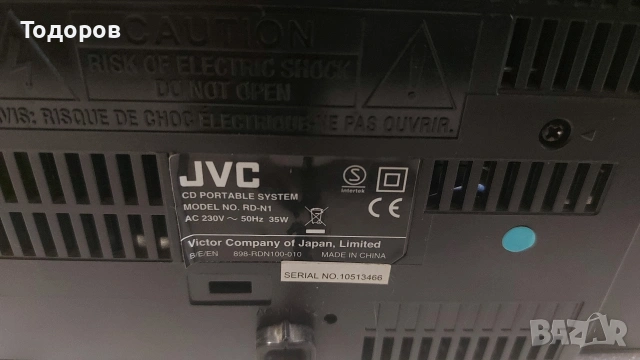 Тодоров
CAUTION
RISK OF ELECTRIC SHOCK
DO NOT OPEN
AVIS: RISQUE DE CHOC ÉLECTRIQUE-NE PAS OUVRIR.
JVC
CD PORTABLE SYSTEM
MODEL NO. RD-N1
AC 230V ~ 50Hz 35W
S
Intertek
CE
Victor Company of Japan, Limited
B/E/EN 898-RDN100-010 MADE IN CHINA
SERIAL NO.10513466
BAZAR